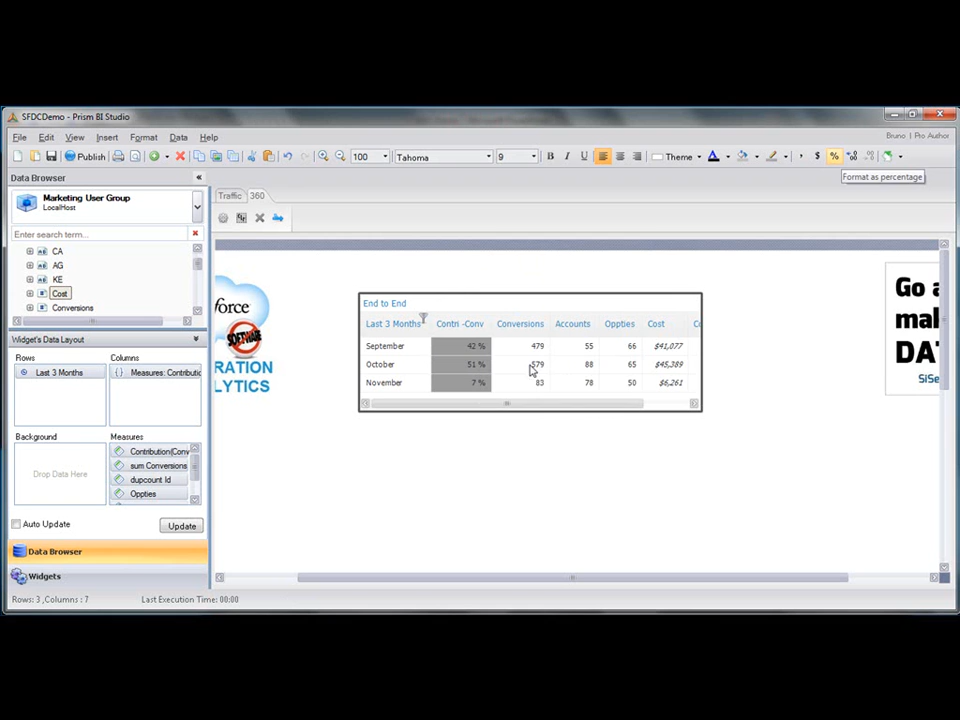 SFDCDemo - Prism BI Studio
File Edit View Insert Format Data Help
Bruno | Pro Author
Publish 100 Tahoma 9 B I U Theme A , $ %
Format as percentage
Data Browser
Marketing User Group
LocalHost
Enter search term...
CA
AG
KE
Cost
Conversions
Widget's Data Layout
Rows Columns
Last 3 Months { } Measures: Contributic
Background Measures
Drop Data Here
Contribution(Conv
sum Conversions
dupcount Id
Oppties
Auto Update Update
Data Browser
Widgets
Rows: 3 ,Columns : 7 Last Execution Time: 00:00
Traffic 360
force
SOFTWARE
RATION
LYTICS
End to End
Last 3 Months Contri -Conv Conversions Accounts Oppties Cost Co
September 42 % 479 55 66 $41,077
October 51 % 579 88 65 $45,389
November 7 % 83 78 50 $6,261
Go a
mal
DA
SiSe